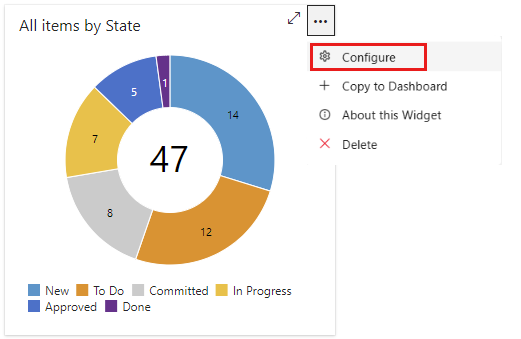 All items by State
...
Configure
Copy to Dashboard
About this Widget
Delete
1
5
14
7
47
8
12
New To Do Committed In Progress
Approved Done